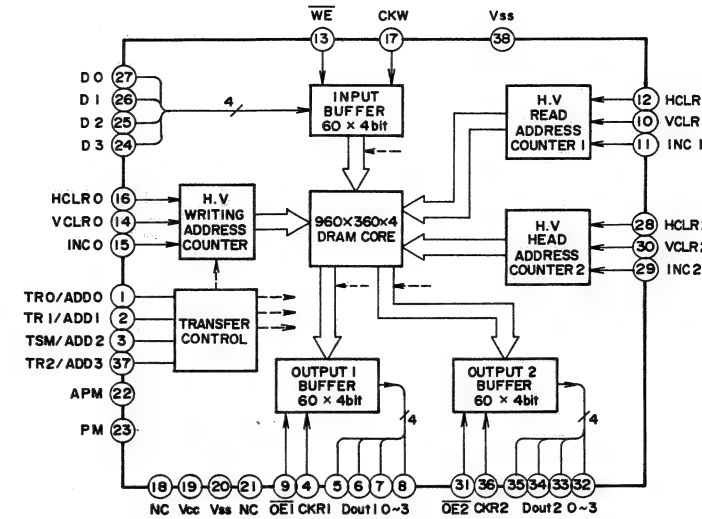 WE CKW Vss
13 17 38
D0 27
D1 26
D2 25
D3 24
4
INPUT
BUFFER
60 × 4bit
H.V
READ
ADDRESS
COUNTER 1
12 HCLR
10 VCLR
11 INC 1
HCLR0 16
VCLR0 14
INC0 15
H.V
WRITING
ADDRESS
COUNTER
960×360×4
DRAM CORE
H.V
HEAD
ADDRESS
COUNTER 2
28 HCLR2
30 VCLR2
29 INC2
TR0/ADD0 1
TR1/ADD1 2
TSM/ADD2 3
TR2/ADD3 37
TRANSFER
CONTROL
APM 22
PM 23
OUTPUT 1
BUFFER
60 × 4bit
4
OUTPUT 2
BUFFER
60 × 4bit
4
18 19 20 21 9 4 5 6 7 8 31 36 35 34 33 32
NC Vcc Vss NC OE1 CKR1 Dout1 0~3 OE2 CKR2 Dout2 0~3